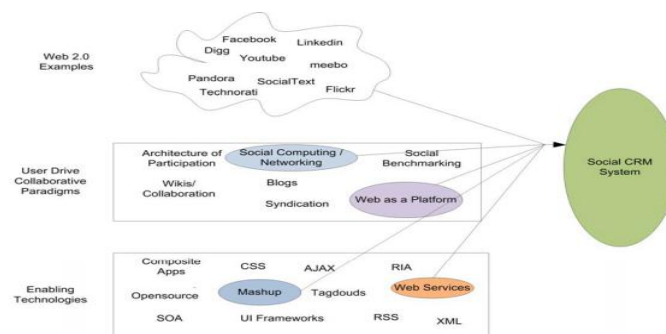 Web 2.0
Examples
Facebook
Linkedin
Digg
Youtube
meebo
Pandora
SocialText
Technorati
Flickr
User Drive
Collaborative
Paradigms
Architecture of
Participation
Social Computing /
Networking
Social
Benchmarking
Wikis/
Collaboration
Blogs
Syndication
Web as a Platform
Social CRM
System
Enabling
Technologies
Composite
Apps
CSS
AJAX
RIA
Opensource
Mashup
Tagdouds
Web Services
SOA
UI Frameworks
RSS
XML